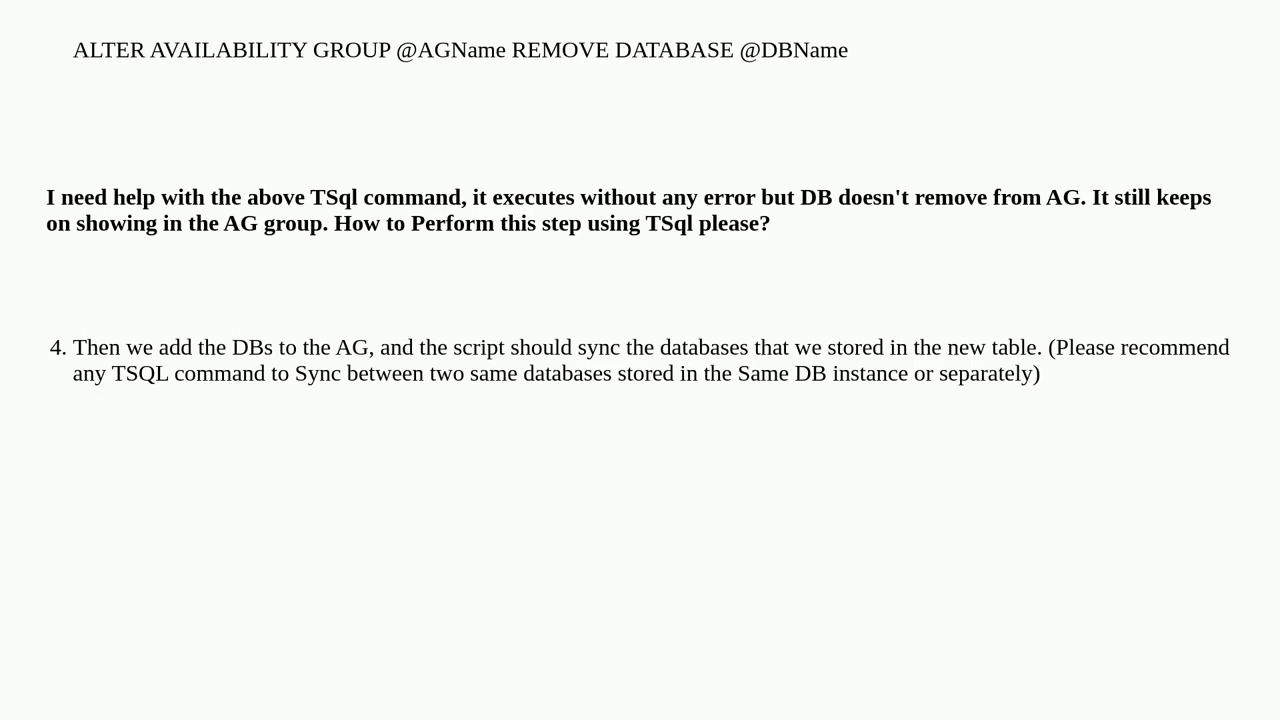 ALTER AVAILABILITY GROUP @AGName REMOVE DATABASE @DBName
I need help with the above TSql command, it executes without any error but DB doesn't remove from AG. It still keeps
on showing in the AG group. How to Perform this step using TSql please?
4. Then we add the DBs to the AG, and the script should sync the databases that we stored in the new table. (Please recommend
any TSQL command to Sync between two same databases stored in the Same DB instance or separately)